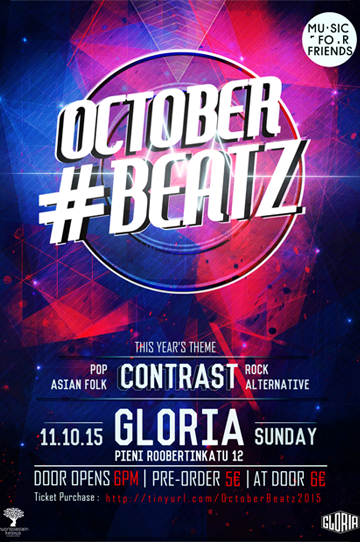 MU·SIC
·FO·R
FRIENDS
OCTOBER
#BEATZ
THIS YEAR'S THEME
POP
ASIAN FOLK
CONTRAST
ROCK
ALTERNATIVE
11.10.15
GLORIA
SUNDAY
PIENI ROOBERTINKATU 12
DOOR OPENS 6PM | PRE-ORDER 5€ | AT DOOR 6€
Ticket Purchase : http://tinyurl.com/OctoberBeatz2015
GLORIA